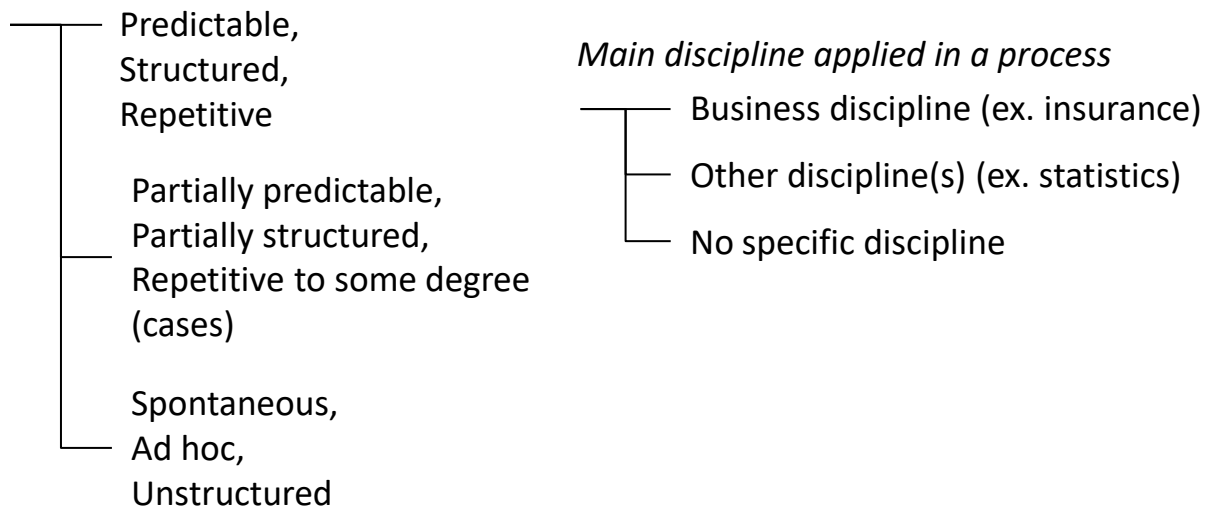 Predictable,
Structured,
Repetitive
Partially predictable,
Partially structured,
Repetitive to some degree
(cases)
Spontaneous,
Ad hoc,
Unstructured
Main discipline applied in a process
Business discipline (ex. insurance)
Other discipline(s) (ex. statistics)
No specific discipline